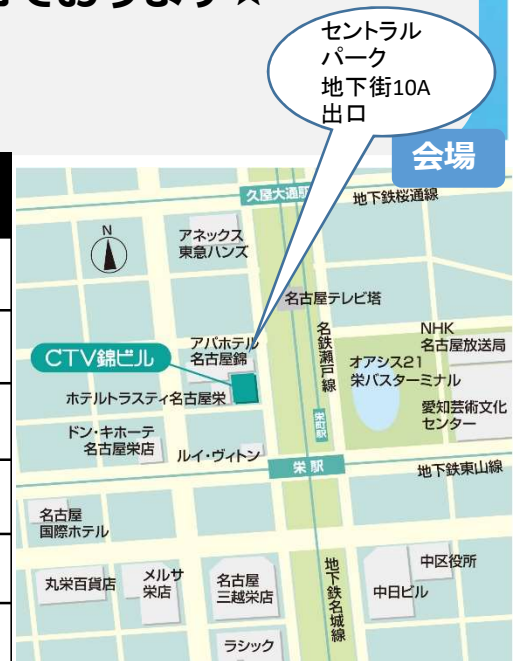 ております☆
セントラル
パーク
地下街10A
出口
会場
久屋大通駅
地下鉄桜通線
N
アネックス
東急ハンズ
名古屋テレビ塔
名鉄瀬戸線
NHK
名古屋放送局
アパホテル
名古屋錦
CTV錦ビル
オアシス21
栄バスターミナル
ホテルトラスティ名古屋栄
愛知芸術文化
センター
栄町駅
ドン・キホーテ
名古屋栄店
ルイ・ヴィトン
栄駅
地下鉄東山線
名古屋
国際ホテル
丸栄百貨店
メルサ
栄店
名古屋
三越栄店
地下鉄名城線
中日ビル
中区役所
ラシック